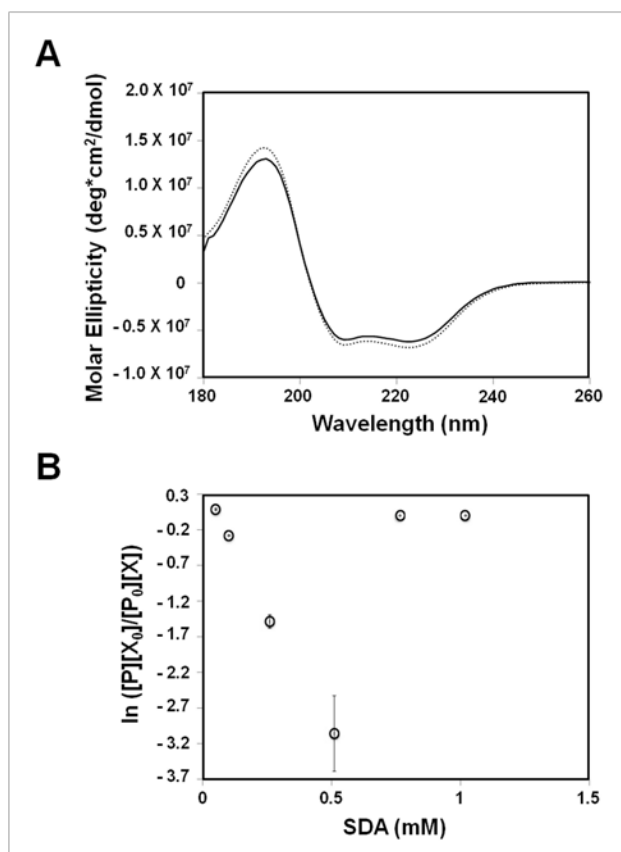 A
Molar Ellipticity (deg*cm²/dmol)
2.0 X 10⁷
1.5 X 10⁷
1.0 X 10⁷
0.5 X 10⁷
0
- 0.5 X 10⁷
- 1.0 X 10⁷
180 200 220 240 260
Wavelength (nm)
B
ln ([P][X₀]/[P₀][X])
0.3
- 0.2
- 0.7
- 1.2
- 1.7
- 2.2
- 2.7
- 3.2
- 3.7
0 0.5 1 1.5
SDA (mM)